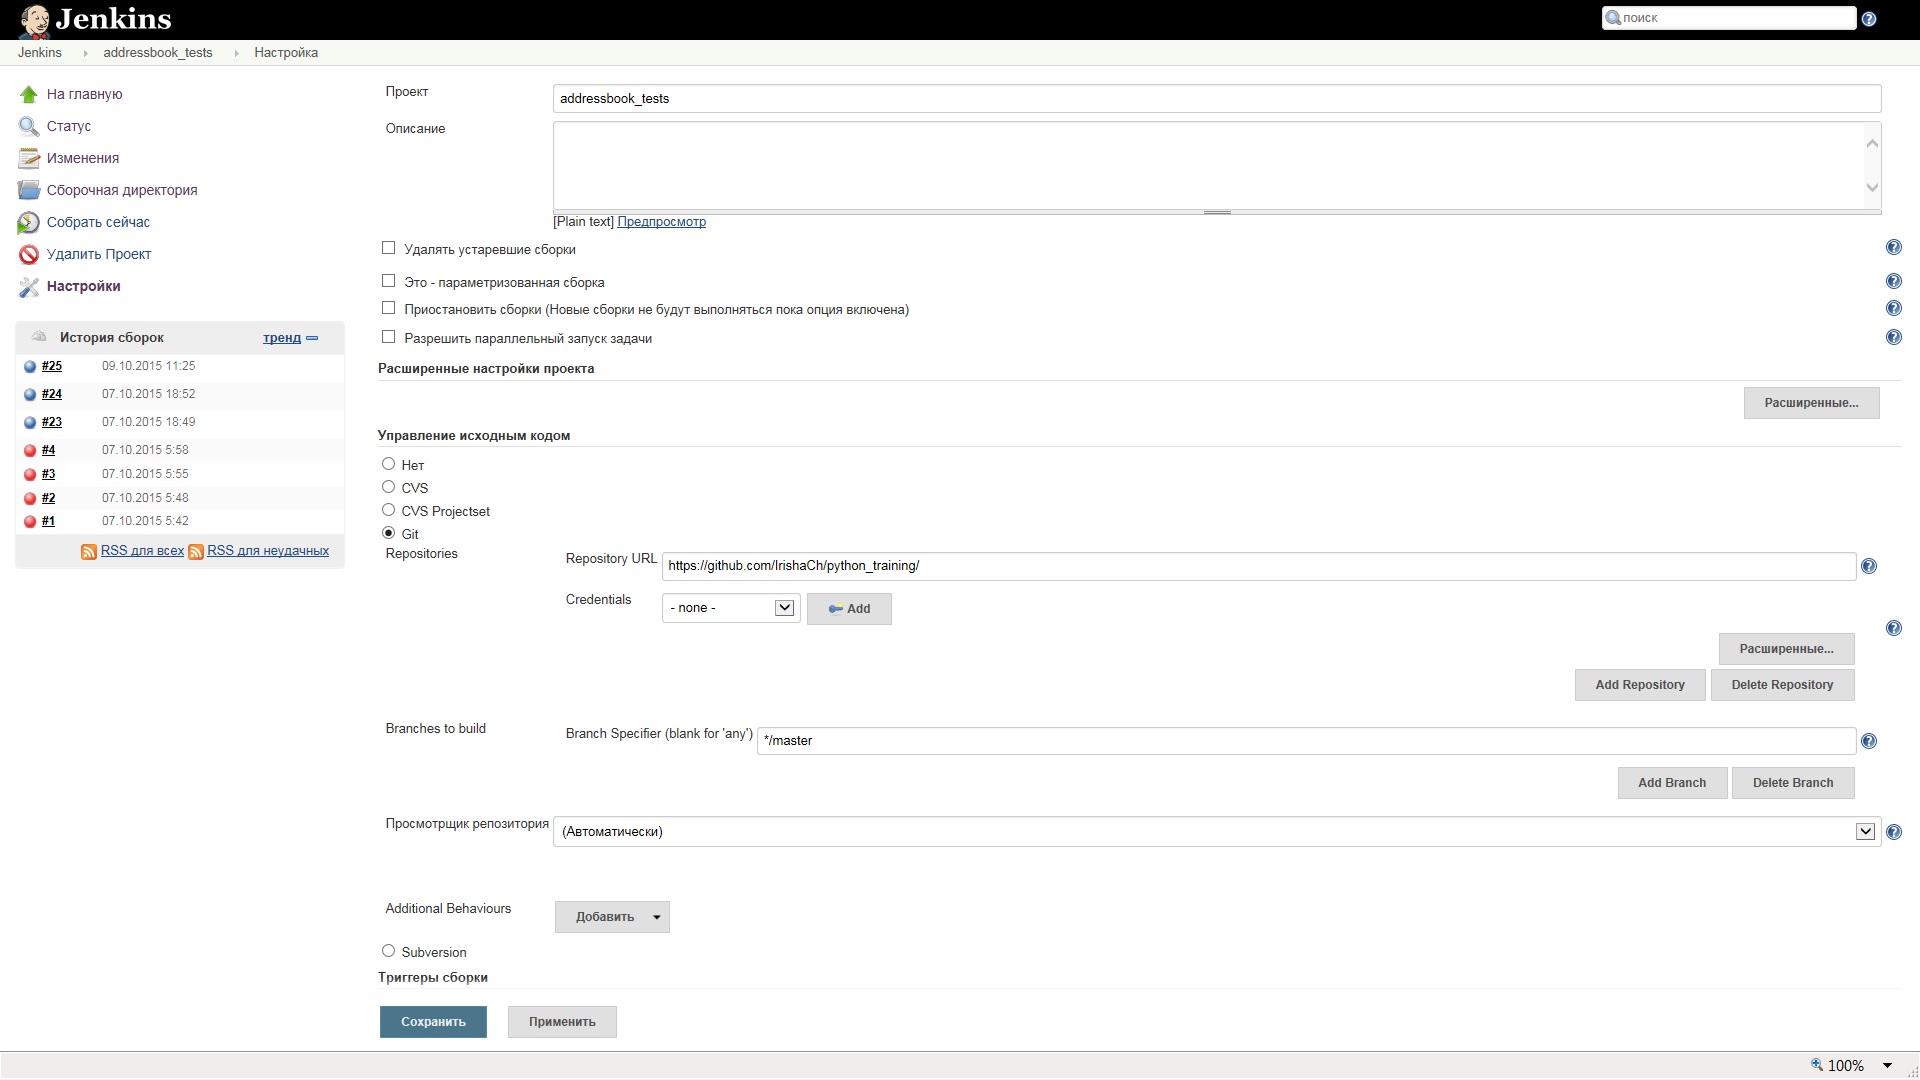 Jenkins
поиск
Jenkins addressbook_tests Настройка
На главную
Статус
Изменения
Сборочная директория
Собрать сейчас
Удалить Проект
Настройки
История сборок тренд
#25 09.10.2015 11:25
#24 07.10.2015 18:52
#23 07.10.2015 18:49
#4 07.10.2015 5:58
#3 07.10.2015 5:55
#2 07.10.2015 5:48
#1 07.10.2015 5:42
RSS для всех RSS для неудачных
Проект addressbook_tests
Описание
[Plain text] Предпросмотр
Удалять устаревшие сборки
Это - параметризованная сборка
Приостановить сборки (Новые сборки не будут выполняться пока опция включена)
Разрешить параллельный запуск задачи
Расширенные настройки проекта
Расширенные...
Управление исходным кодом
Нет
CVS
CVS Projectset
Git
Repositories
Repository URL https://github.com/IrishaCh/python_training/
Credentials - none - Add
Расширенные...
Add Repository Delete Repository
Branches to build Branch Specifier (blank for 'any') */master
Add Branch Delete Branch
Просмотрщик репозитория (Автоматически)
Additional Behaviours Добавить
Subversion
Триггеры сборки
Сохранить Применить
100%